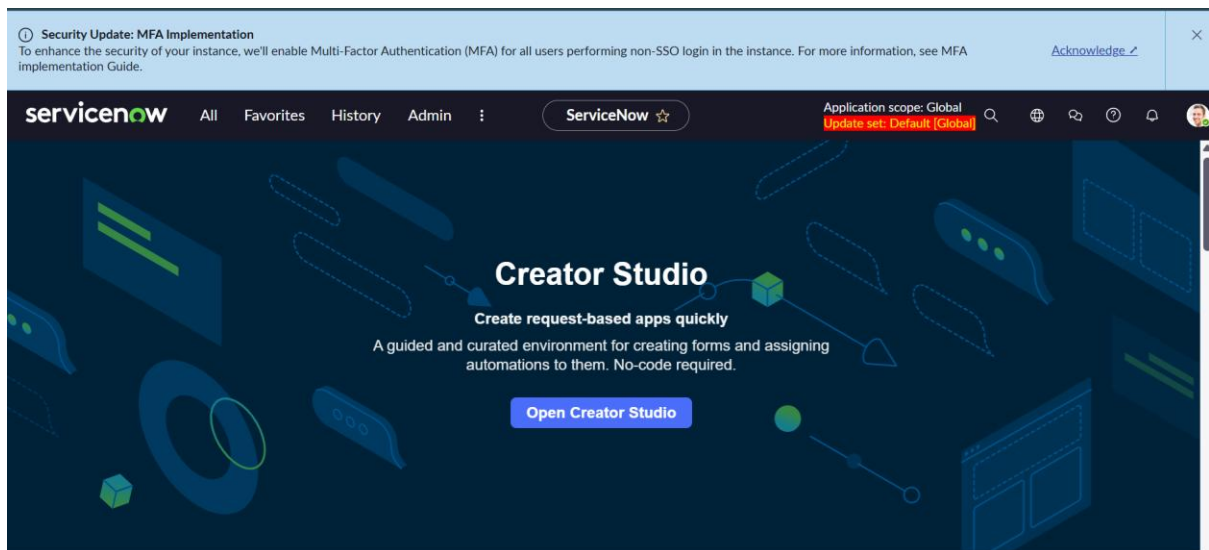 Security Update: MFA Implementation
To enhance the security of your instance, we'll enable Multi-Factor Authentication (MFA) for all users performing non-SSO login in the instance. For more information, see MFA
implementation Guide.
Acknowledge
servicenow All Favorites History Admin ServiceNow
Application scope: Global
Update set: Default [Global]
Creator Studio
Create request-based apps quickly
A guided and curated environment for creating forms and assigning
automations to them. No-code required.
Open Creator Studio